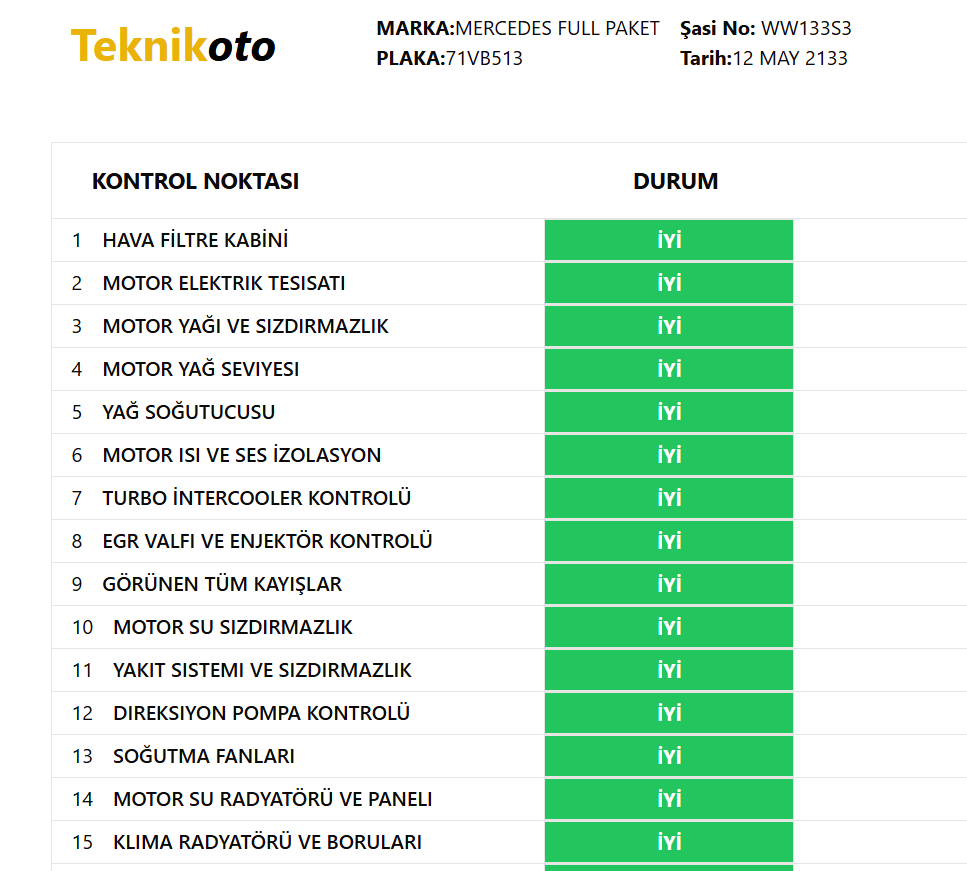 Teknikoto
MARKA:MERCEDES FULL PAKET
PLAKA:71VB513
Şasi No: WW133S3
Tarih:12 MAY 2133
KONTROL NOKTASI DURUM
1 HAVA FİLTRE KABİNİ İYİ
2 MOTOR ELEKTRIK TESISATI İYİ
3 MOTOR YAĞI VE SIZDIRMAZLIK İYİ
4 MOTOR YAĞ SEVIYESI İYİ
5 YAĞ SOĞUTUCUSU İYİ
6 MOTOR ISI VE SES İZOLASYON İYİ
7 TURBO İNTERCOOLER KONTROLÜ İYİ
8 EGR VALFI VE ENJEKTÖR KONTROLÜ İYİ
9 GÖRÜNEN TÜM KAYIŞLAR İYİ
10 MOTOR SU SIZDIRMAZLIK İYİ
11 YAKIT SISTEMI VE SIZDIRMAZLIK İYİ
12 DIREKSIYON POMPA KONTROLÜ İYİ
13 SOĞUTMA FANLARI İYİ
14 MOTOR SU RADYATÖRÜ VE PANELI İYİ
15 KLIMA RADYATÖRÜ VE BORULARI İYİ